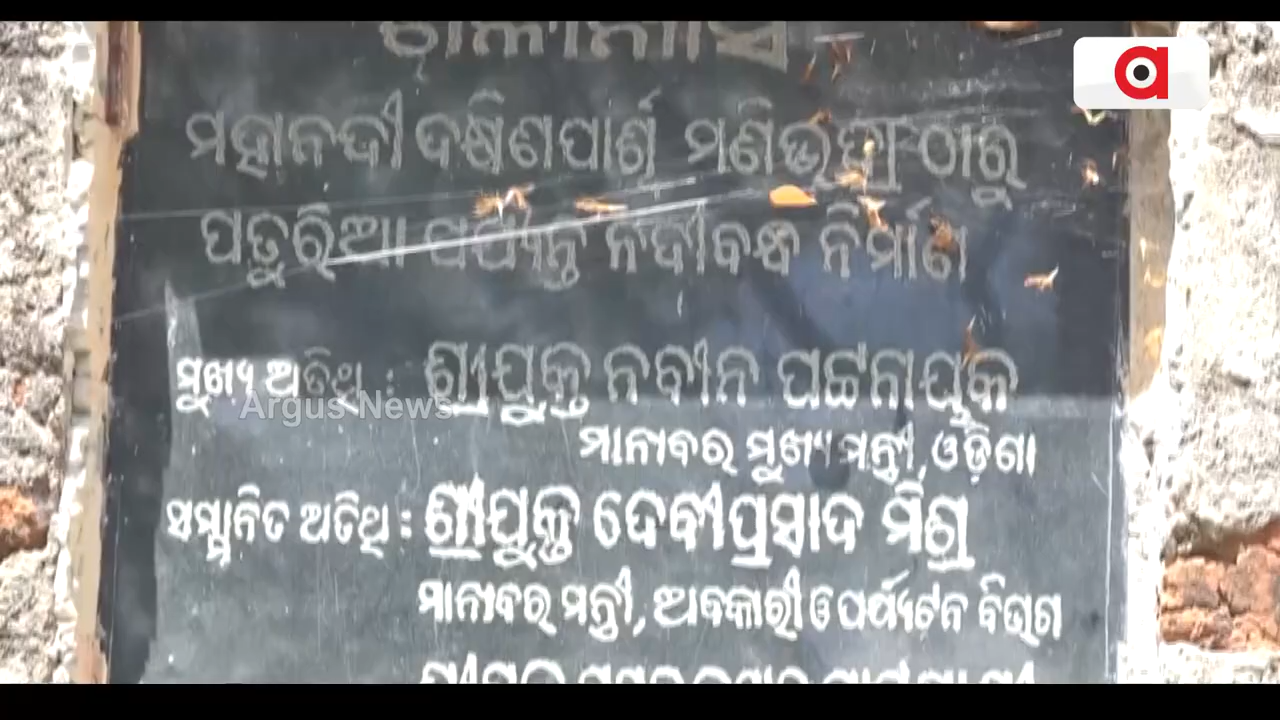 ଶିଳାନ୍ୟାସ
ମହାନଦୀ ଦକ୍ଷିଣପାର୍ଶ୍ଵ ମଣିଭଦ୍ରା ଠାରୁ
ପତୁରିଆ ପର୍ଯ୍ୟନ୍ତ ନଦୀବନ୍ଧ ନିର୍ମାଣ
ମୁଖ୍ୟ ଅତିଥି : ଶ୍ରୀଯୁକ୍ତ ନବୀନ ପଟ୍ଟନାୟକ
Argus News
ମାନ୍ୟବର ମୁଖ୍ୟମନ୍ତ୍ରୀ, ଓଡ଼ିଶା
ସମ୍ମାନିତ ଅତିଥି : ଶ୍ରୀଯୁକ୍ତ ଦେବୀପ୍ରସାଦ ମିଶ୍ର
ମାନ୍ୟବର ମନ୍ତ୍ରୀ, ଅବକାରୀ ଓ ପର୍ଯ୍ୟଟନ ବିଭାଗ